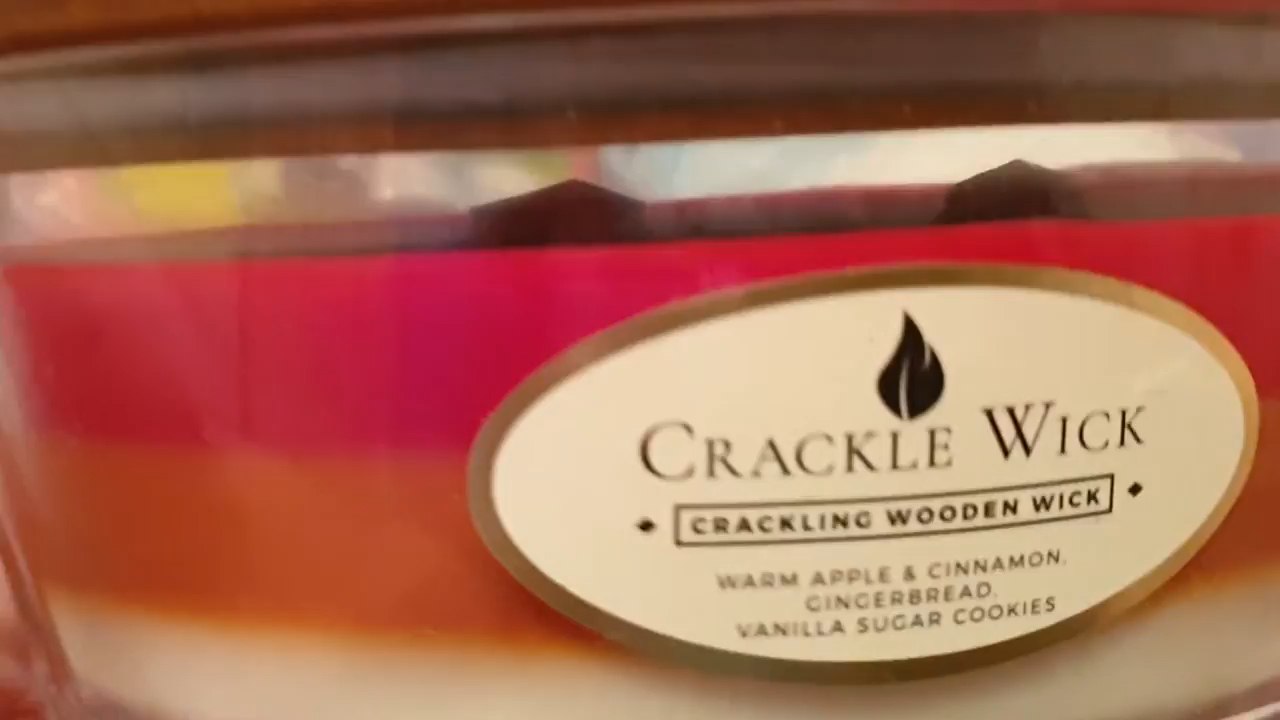 CRACKLE WICK
CRACKLING WOODEN WICK
WARM APPLE & CINNAMON,
GINGERBREAD,
VANILLA SUGAR COOKIES